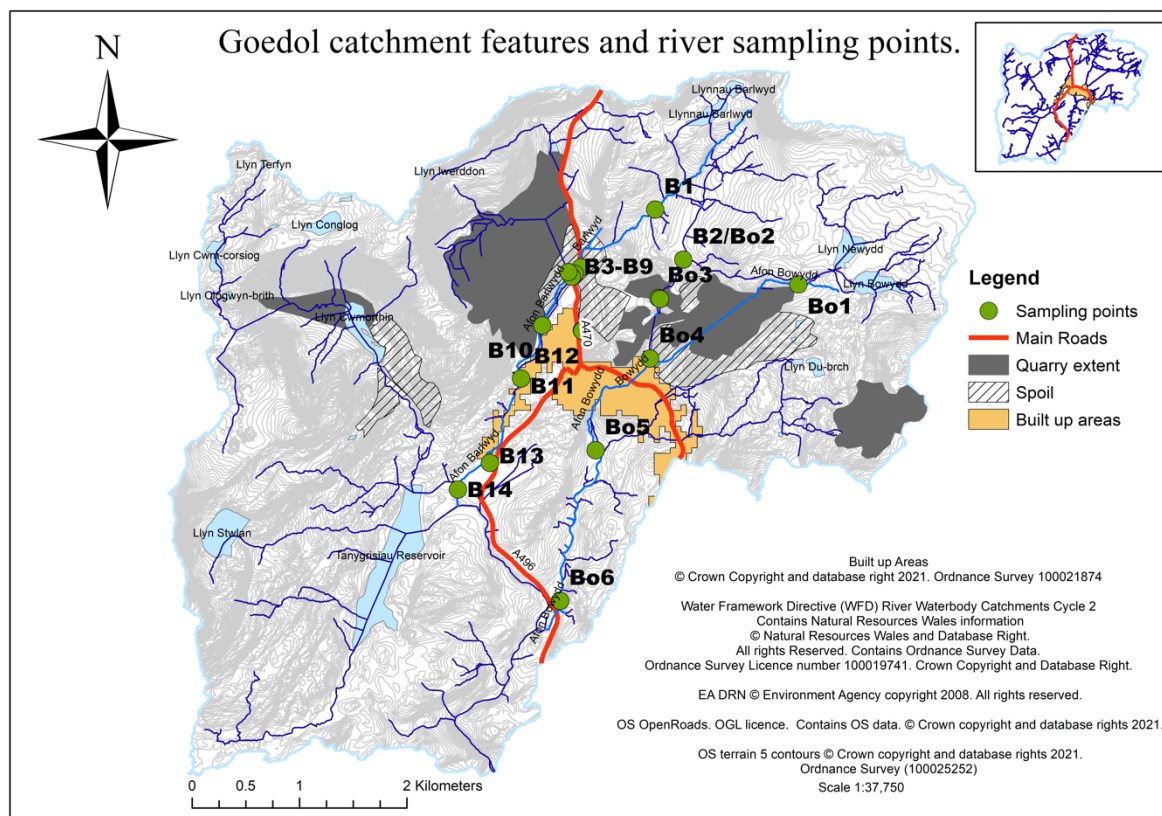 Goedol catchment features and river sampling points.
N
Llynnau Barlwyd
Llynnau Barlwyd
Llyn Terfyn
Llyn Iwerddon
Llyn Conglog
Llyn Cwm-corsiog
Llyn Clogwyn-brith
Llyn Cwmorthin
B1
B2/Bo2
Barlwyd
B3-B9
Afon Barlwydd
Bo3
Llyn Newydd
Afon Bowydd
Llyn Bowydd
Bo1
Bo4
A470
B10
B12
B11
Bowydd
Afon Bowydd
Llyn Du-brch
Bo5
Afon Barlwyd
B13
B14
Llyn Stwlan
Tanygrisiau Reservoir
A496
Bo6
Afon Bowydd
Legend
Sampling points
Main Roads
Quarry extent
Spoil
Built up areas
Built up Areas
© Crown Copyright and database right 2021. Ordnance Survey 100021874
Water Framework Directive (WFD) River Waterbody Catchments Cycle 2
Contains Natural Resources Wales information
© Natural Resources Wales and Database Right.
All rights Reserved. Contains Ordnance Survey Data.
Ordnance Survey Licence number 100019741. Crown Copyright and Database Right.
EA DRN © Environment Agency copyright 2008. All rights reserved.
OS OpenRoads. OGL licence. Contains OS data. © Crown copyright and database rights 2021.
OS terrain 5 contours © Crown copyright and database rights 2021.
Ordnance Survey (100025252)
Scale 1:37,750
0 0.5 1 2 Kilometers